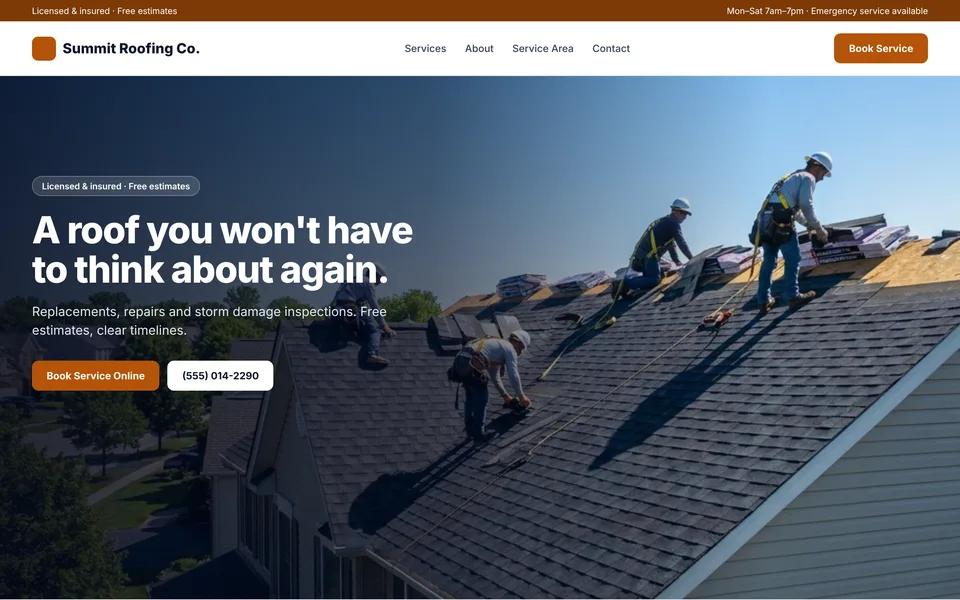 Licensed & insured · Free estimates
Mon–Sat 7am–7pm · Emergency service available
Summit Roofing Co.
Services
About
Service Area
Contact
Book Service
Licensed & insured · Free estimates
A roof you won't have
to think about again.
Replacements, repairs and storm damage inspections. Free
estimates, clear timelines.
Book Service Online
(555) 014-2290